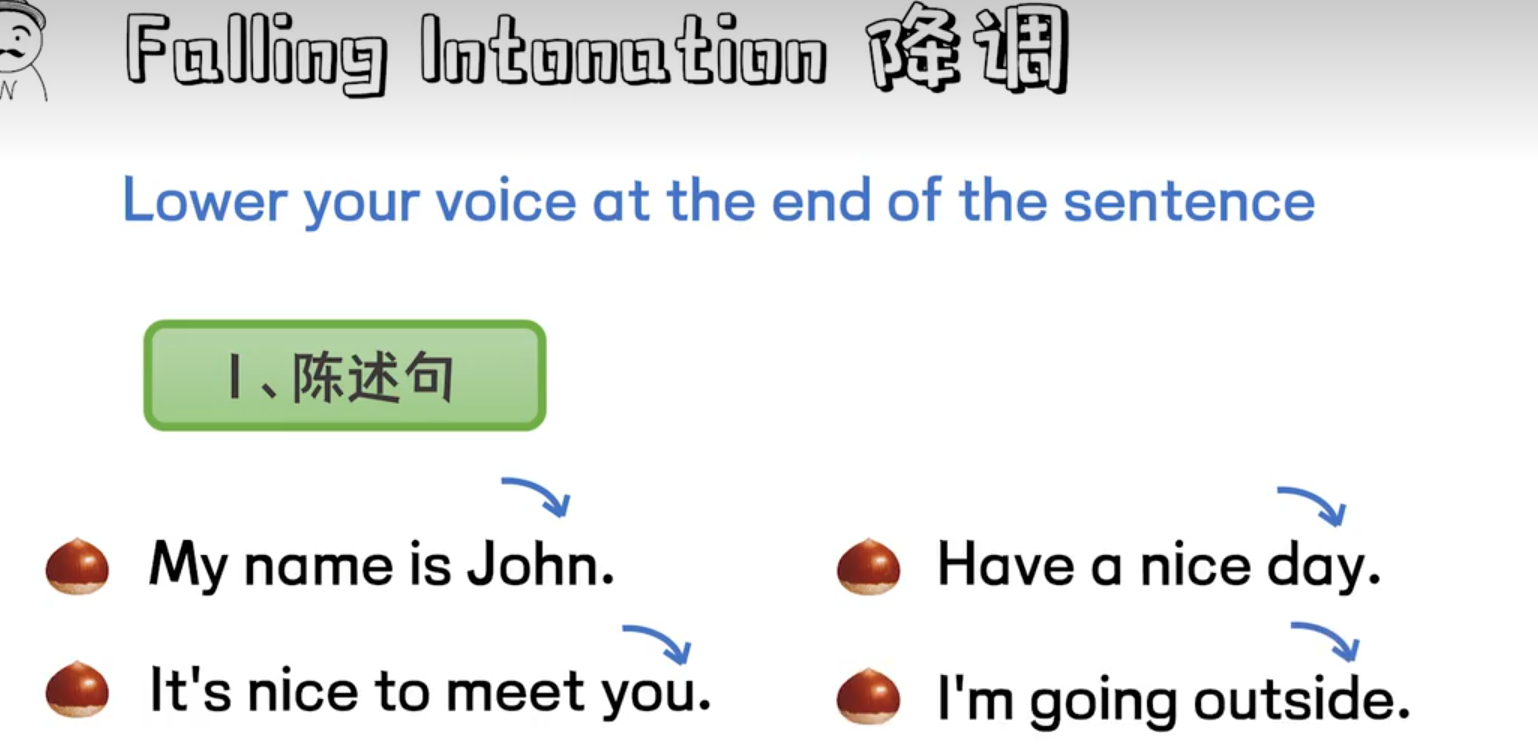 Falling Intonation 降调
Lower your voice at the end of the sentence
1、陈述句
My name is John.
Have a nice day.
It's nice to meet you.
I'm going outside.